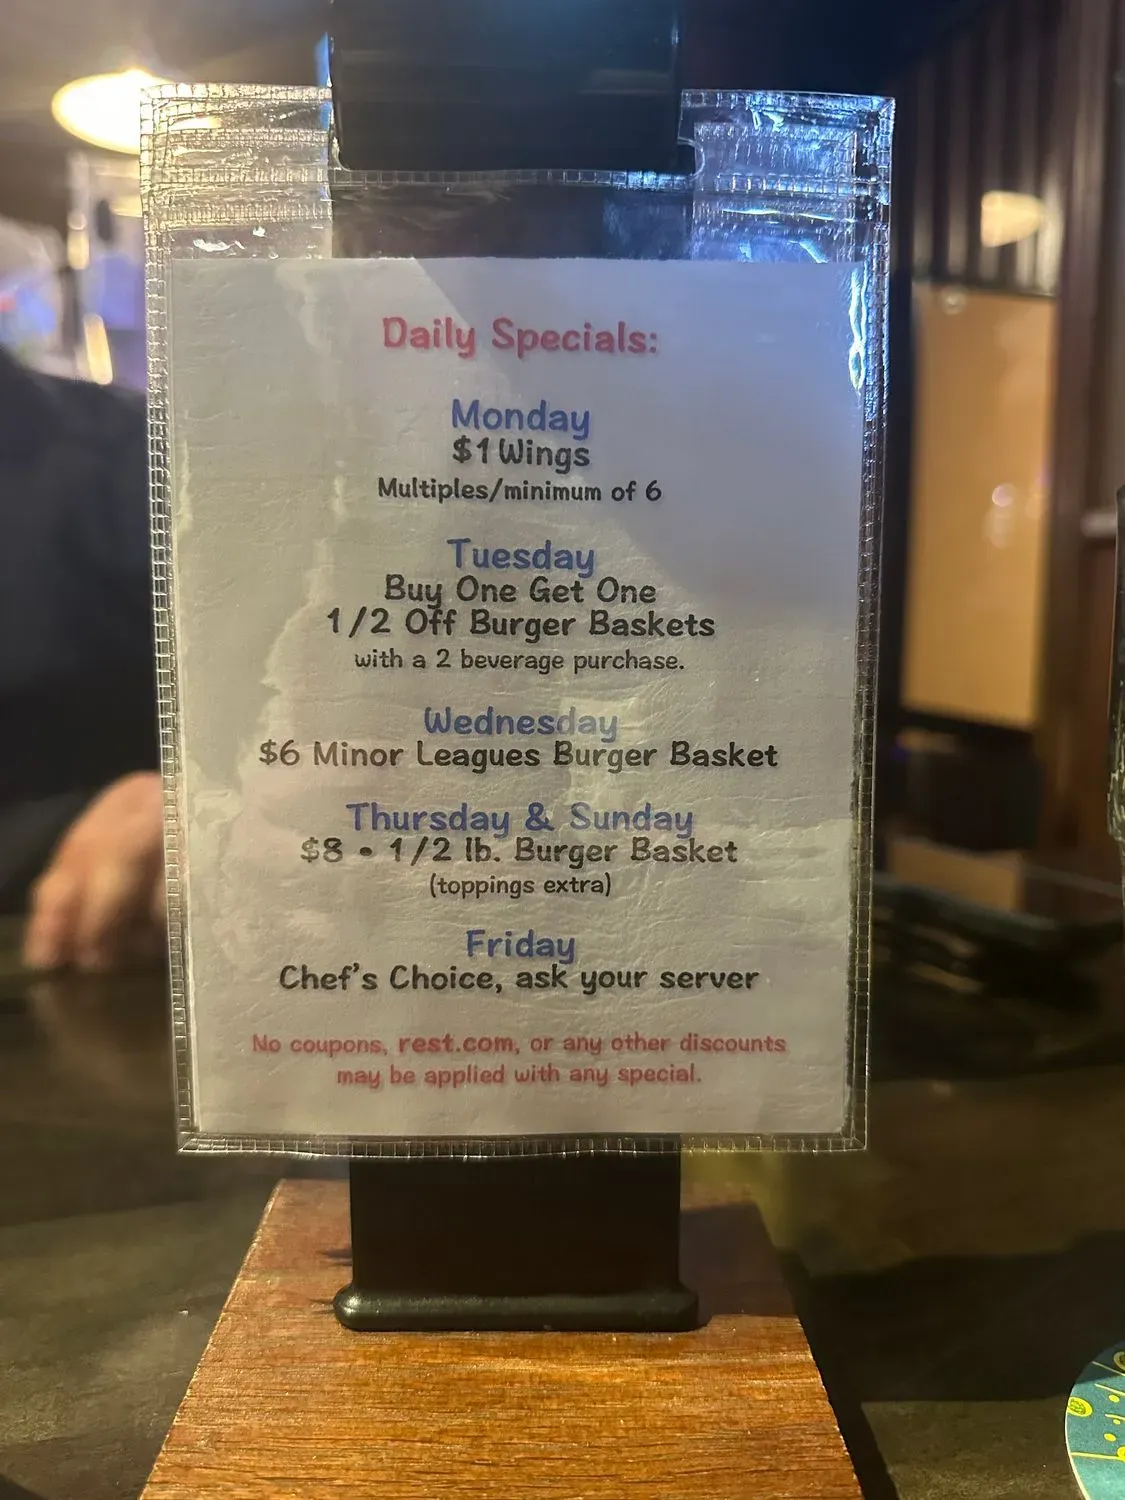 Daily Specials:
Monday
$1 Wings
Multiples/minimum of 6
Tuesday
Buy One Get One
1/2 Off Burger Baskets
with a 2 beverage purchase.
Wednesday
$6 Minor Leagues Burger Basket
Thursday & Sunday
$8 • 1/2 lb. Burger Basket
(toppings extra)
Friday
Chef's Choice, ask your server
No coupons, rest.com, or any other discounts
may be applied with any special.